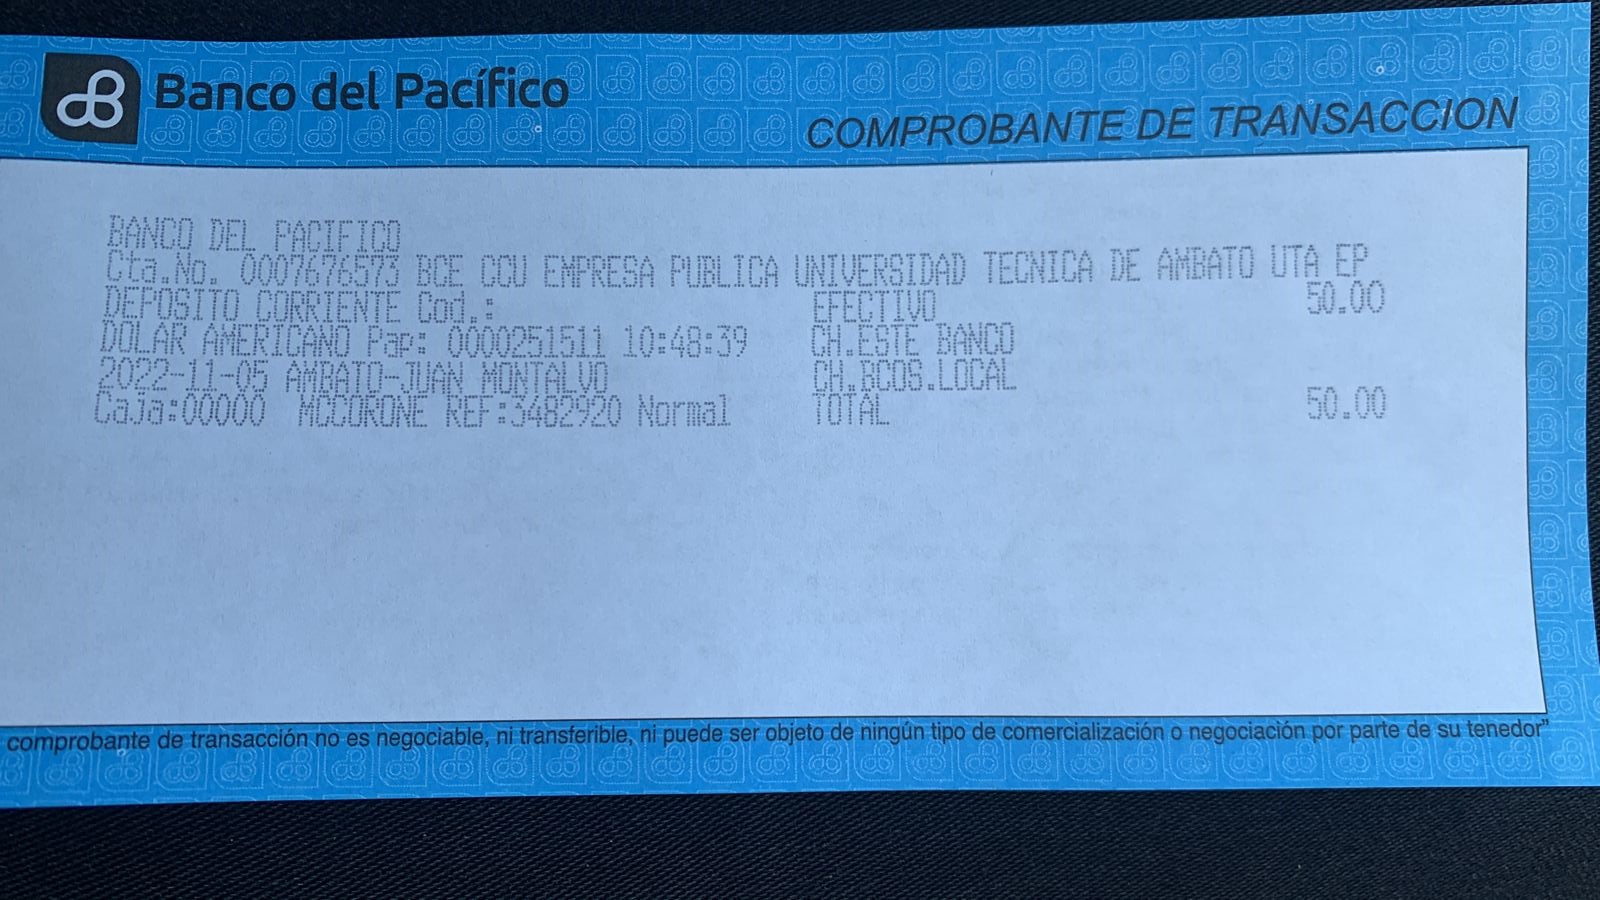 Banco del Pacífico
COMPROBANTE DE TRANSACCION
BANCO DEL PACIFICO
Cta.No. 0007676573 BCE CCU EMPRESA PUBLICA UNIVERSIDAD TECNICA DE AMBATO UTA EP
DEPOSITO CORRIENTE Cod.: EFECTIVO 50.00
DOLAR AMERICANO Pap: 0000251511 10:48:39 CH.ESTE BANCO
2022-11-05 AMBATO-JUAN MONTALVO CH.BCOS.LOCAL
Caja:00000 MCCORONE REF:3482920 Normal TOTAL 50.00
comprobante de transacción no es negociable, ni transferible, ni puede ser objeto de ningún tipo de comercialización o negociación por parte de su tenedor"